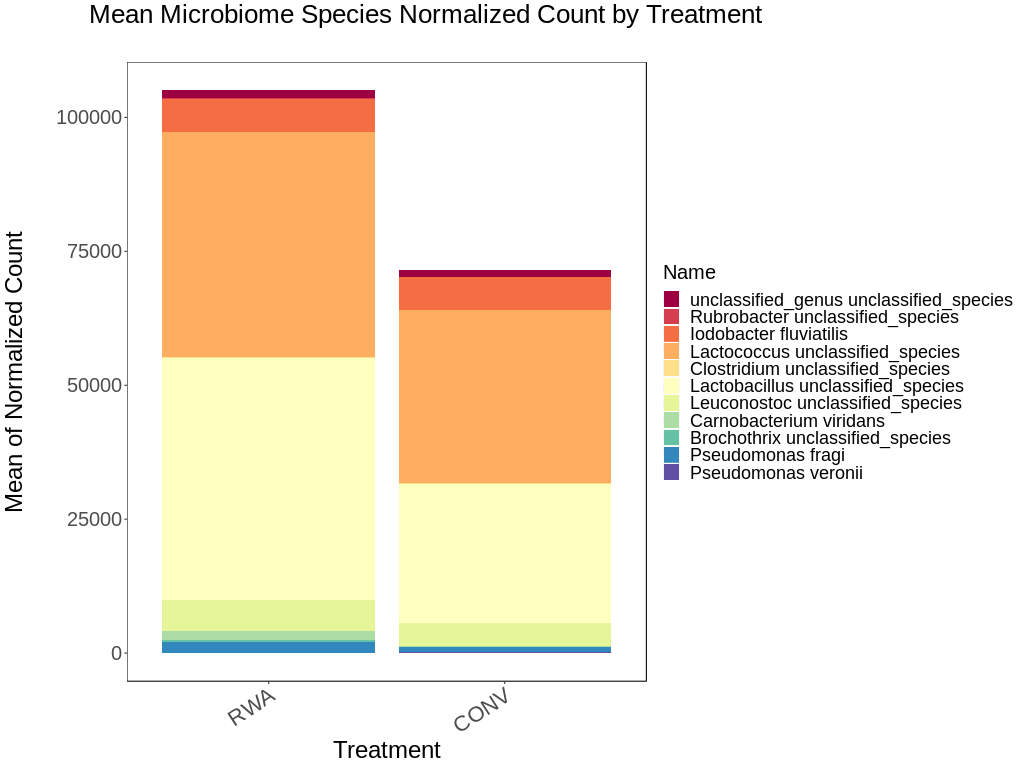 Mean Microbiome Species Normalized Count by Treatment
Mean of Normalized Count
100000
75000
50000
25000
0
RWA
CONV
Treatment
Name
unclassified_genus unclassified_species
Rubrobacter unclassified_species
Iodobacter fluviatilis
Lactococcus unclassified_species
Clostridium unclassified_species
Lactobacillus unclassified_species
Leuconostoc unclassified_species
Carnobacterium viridans
Brochothrix unclassified_species
Pseudomonas fragi
Pseudomonas veronii